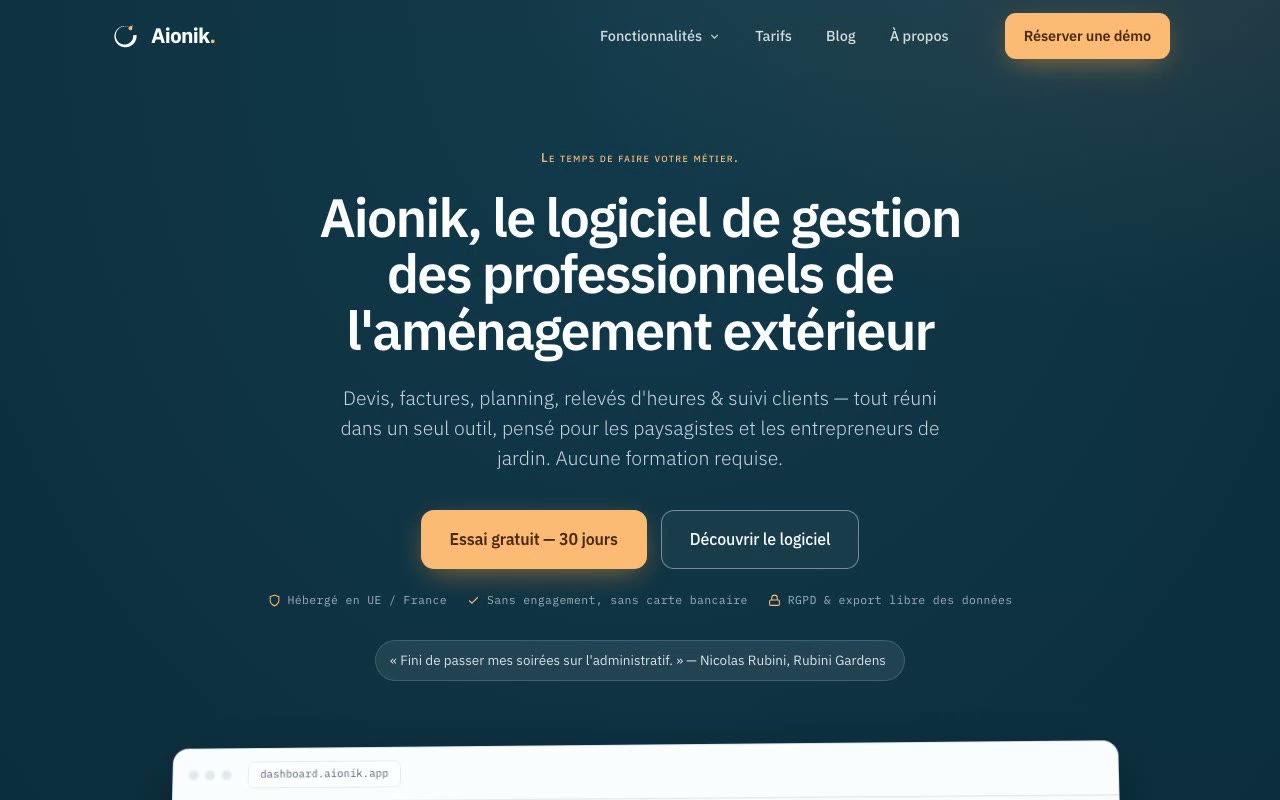 Aionik.
Fonctionnalités
Tarifs
Blog
À propos
Réserver une démo
Le temps de faire votre métier.
Aionik, le logiciel de gestion
des professionnels de
l'aménagement extérieur
Devis, factures, planning, relevés d'heures & suivi clients — tout réuni
dans un seul outil, pensé pour les paysagistes et les entrepreneurs de
jardin. Aucune formation requise.
Essai gratuit — 30 jours
Découvrir le logiciel
Hébergé en UE / France
Sans engagement, sans carte bancaire
RGPD & export libre des données
« Fini de passer mes soirées sur l'administratif. » — Nicolas Rubini, Rubini Gardens
dashboard.aionik.app